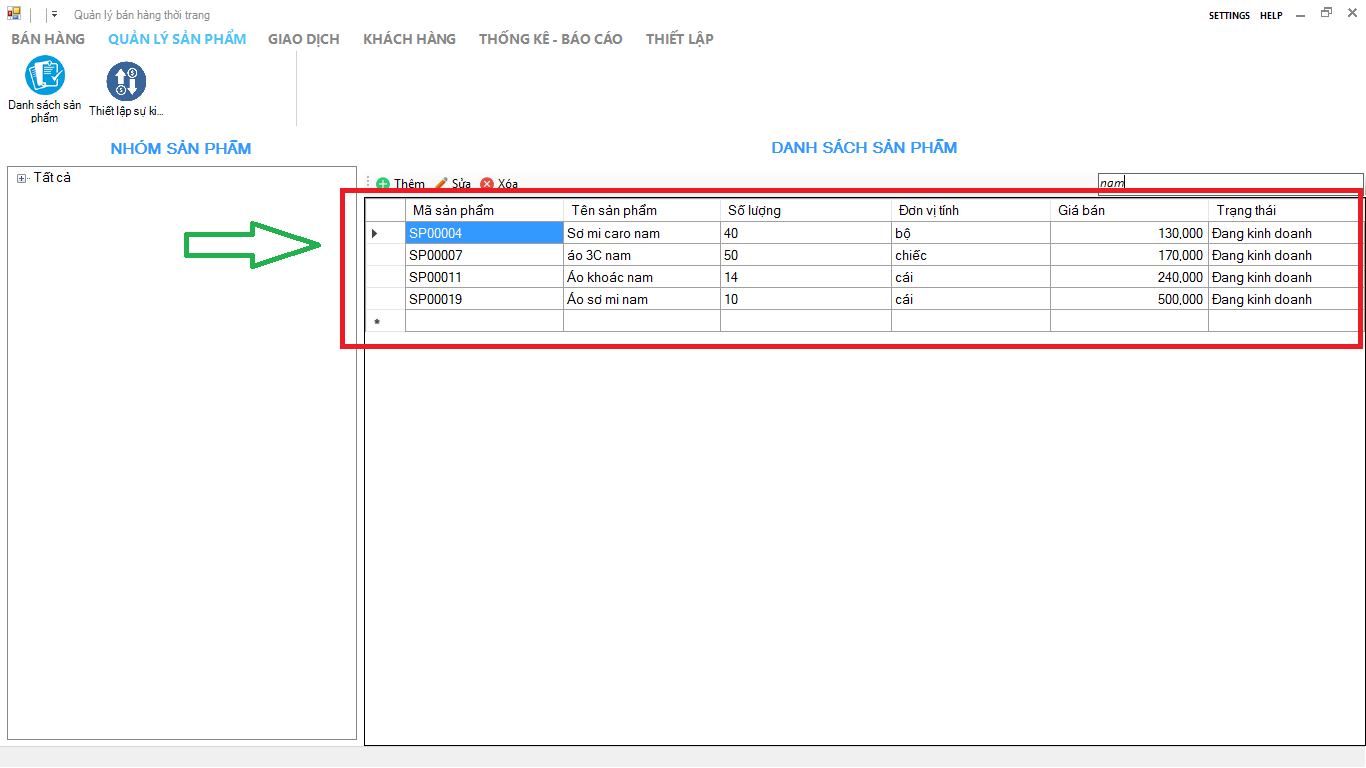 Quản lý bán hàng thời trang
SETTINGS HELP
BÁN HÀNG QUẢN LÝ SẢN PHẨM GIAO DỊCH KHÁCH HÀNG THỐNG KÊ - BÁO CÁO THIẾT LẬP
Danh sách sản
phẩm
Thiết lập sự ki...
NHÓM SẢN PHẨM
DANH SÁCH SẢN PHẨM
Tất cả
Thêm Sửa Xóa
nam
Mã sản phẩm Tên sản phẩm Số lượng Đơn vị tính Giá bán Trạng thái
SP00004 Sơ mi caro nam 40 bộ 130,000 Đang kinh doanh
SP00007 áo 3C nam 50 chiếc 170,000 Đang kinh doanh
SP00011 Áo khoác nam 14 cái 240,000 Đang kinh doanh
SP00019 Áo sơ mi nam 10 cái 500,000 Đang kinh doanh